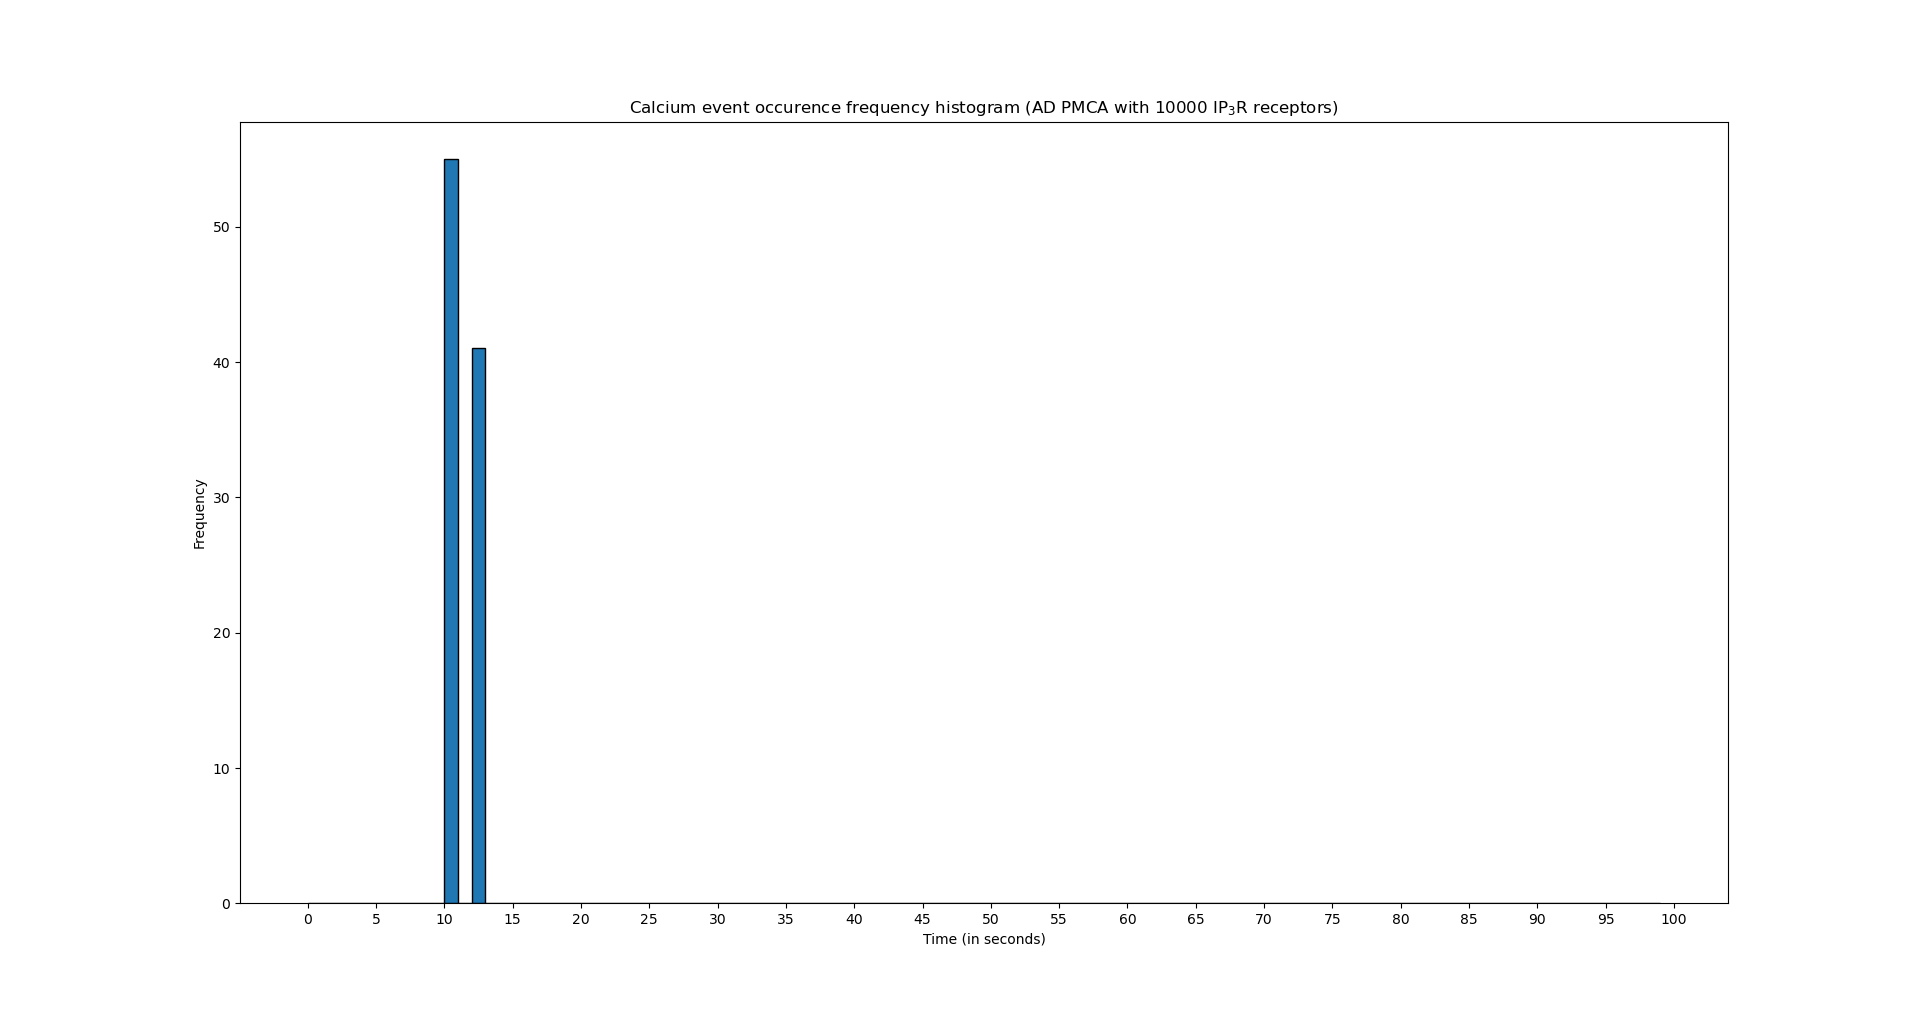 Calcium event occurence frequency histogram (AD PMCA with 10000 IP₃R receptors)
50
40
30
20
10
0
Frequency
0 5 10 15 20 25 30 35 40 45 50 55 60 65 70 75 80 85 90 95 100
Time (in seconds)